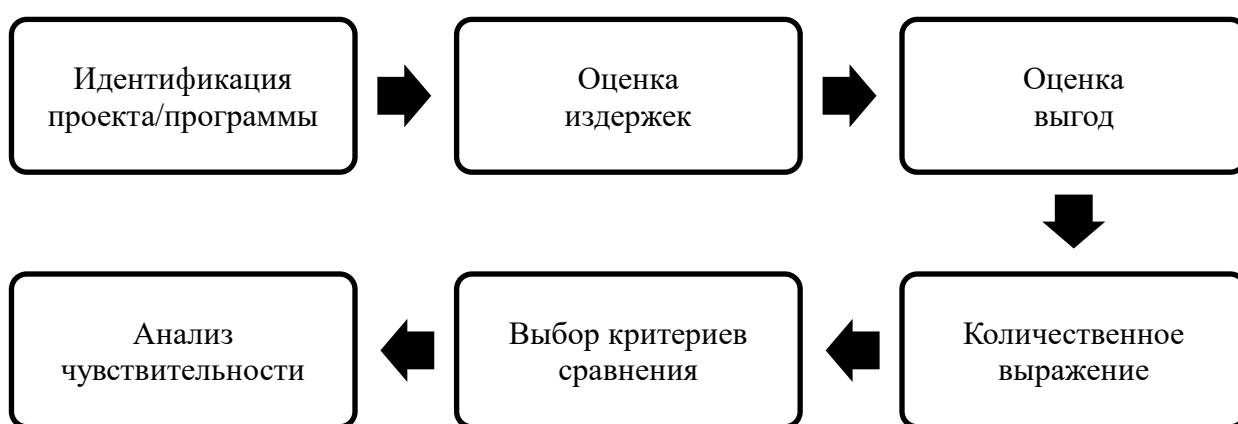 Идентификация
проекта/программы
Оценка
издержек
Оценка
выгод
Количественное
выражение
Выбор критериев
сравнения
Анализ
чувствительности